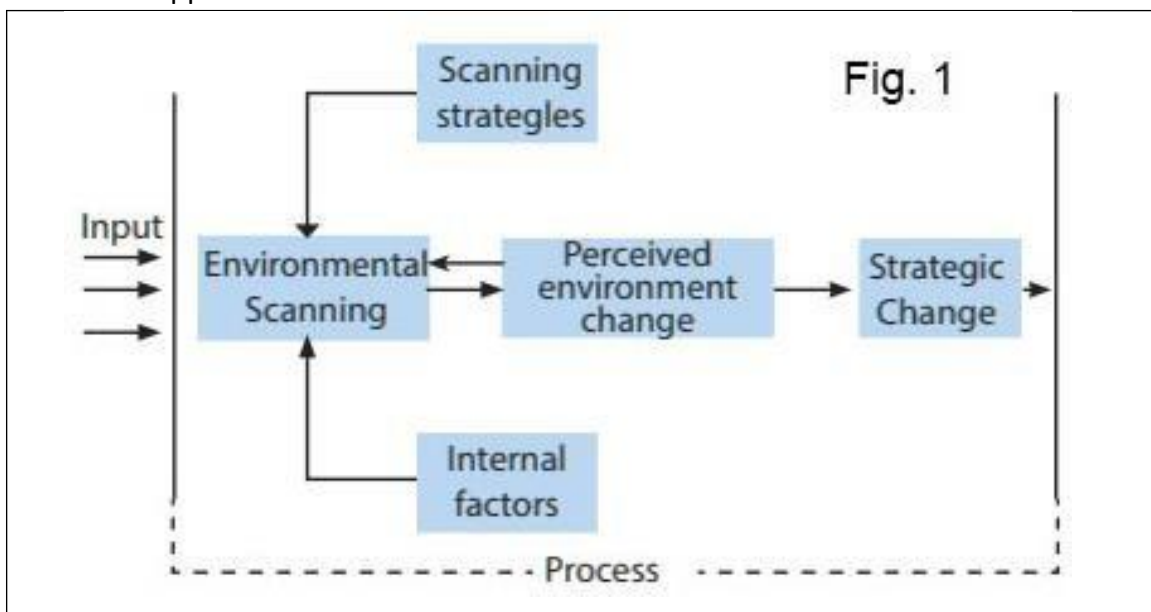 Scanning
strategles
Fig. 1
Input
Environmental
Scanning
Perceived
environment
change
Strategic
Change
Internal
factors
Process